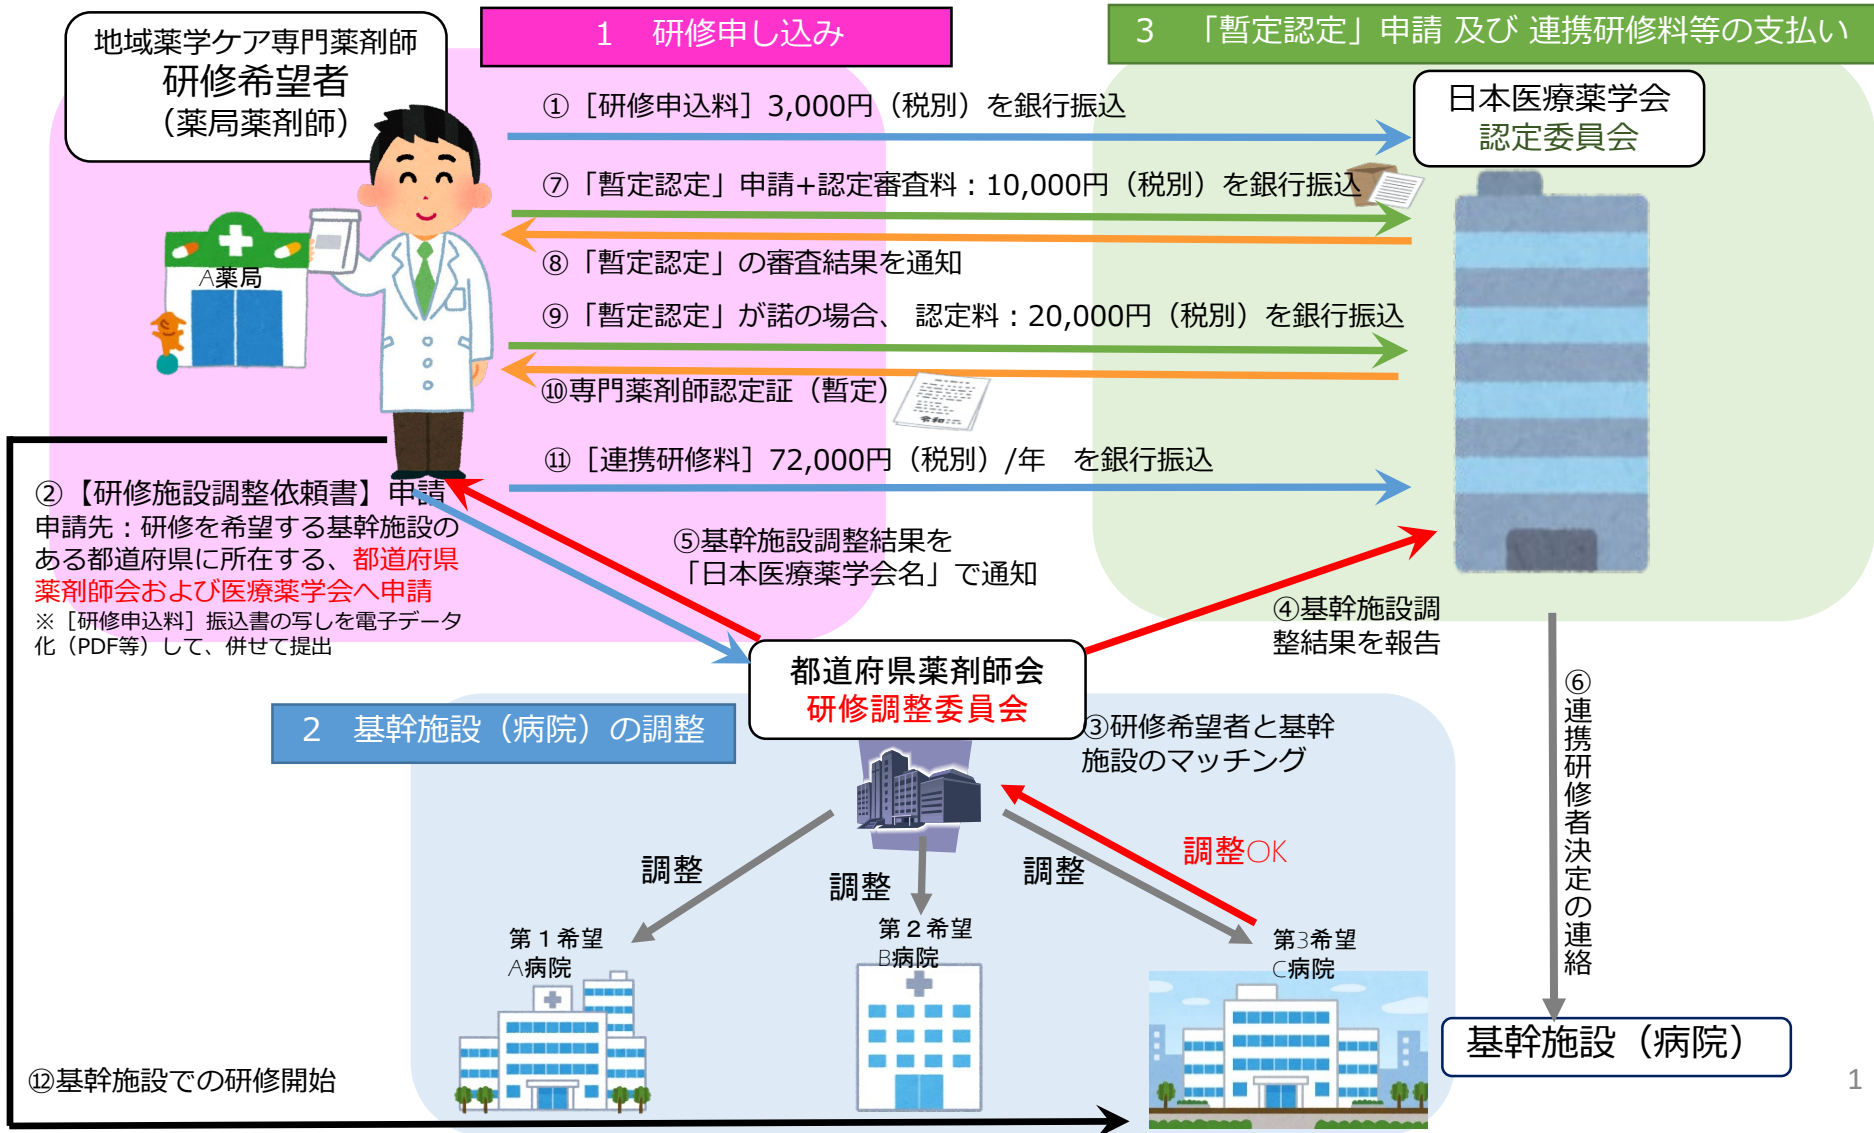 地域薬学ケア専門薬剤師
研修希望者
（薬局薬剤師）
1　研修申し込み
3　「暫定認定」申請 及び 連携研修料等の支払い
日本医療薬学会
認定委員会
①［研修申込料］3,000円（税別）を銀行振込
⑦「暫定認定」申請+認定審査料：10,000円（税別）を銀行振込
⑧「暫定認定」の審査結果を通知
⑨「暫定認定」が諾の場合、 認定料：20,000円（税別）を銀行振込
⑩専門薬剤師認定証（暫定）
令和
⑪［連携研修料］72,000円（税別）/年　を銀行振込
A薬局
②【研修施設調整依頼書】申請
申請先：研修を希望する基幹施設の
ある都道府県に所在する、都道府県
薬剤師会および医療薬学会へ申請
※［研修申込料］振込書の写しを電子データ
化（PDF等）して、併せて提出
⑤基幹施設調整結果を
「日本医療薬学会名」で通知
④基幹施設調
整結果を報告
都道府県薬剤師会
研修調整委員会
2　基幹施設（病院）の調整
③研修希望者と基幹
施設のマッチング
調整
調整
調整
調整OK
第１希望
A病院
第２希望
B病院
第3希望
C病院
⑥連携研修者決定の連絡
基幹施設（病院）
⑫基幹施設での研修開始
1